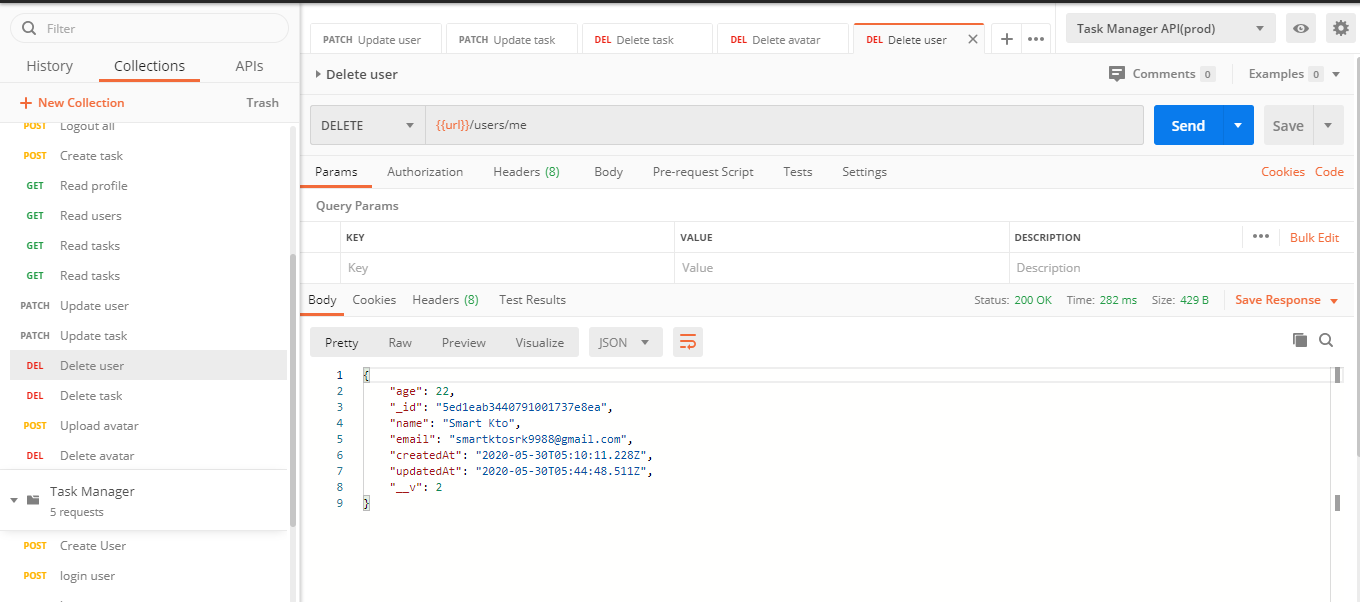 Filter
History Collections APIs
+ New Collection Trash
POST Logout all
POST Create task
GET Read profile
GET Read users
GET Read tasks
GET Read tasks
PATCH Update user
PATCH Update task
DEL Delete user
DEL Delete task
POST Upload avatar
DEL Delete avatar
Task Manager
5 requests
POST Create User
POST login user
PATCH Update user PATCH Update task DEL Delete task DEL Delete avatar DEL Delete user Task Manager API(prod)
Delete user Comments 0 Examples 0
DELETE {{url}}/users/me Send Save
Params Authorization Headers (8) Body Pre-request Script Tests Settings Cookies Code
Query Params
KEY VALUE DESCRIPTION Bulk Edit
Key Value Description
Body Cookies Headers (8) Test Results Status: 200 OK Time: 282 ms Size: 429 B Save Response
Pretty Raw Preview Visualize JSON
1 {
2 "age": 22,
3 "_id": "5ed1eab3440791001737e8ea",
4 "name": "Smart Kto",
5 "email": "smartktosrk9988@gmail.com",
6 "createdAt": "2020-05-30T05:10:11.228Z",
7 "updatedAt": "2020-05-30T05:44:48.511Z",
8 "__v": 2
9 }